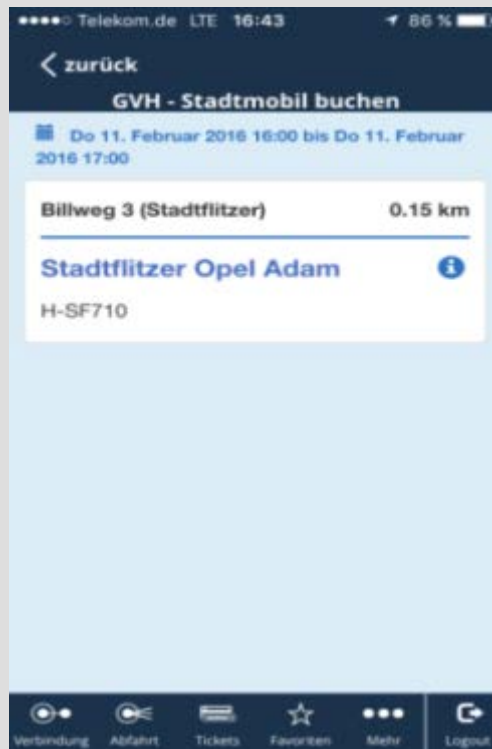 Telekom.de LTE 16:43 86 %
zurück
GVH - Stadtmobil buchen
Do 11. Februar 2016 16:00 bis Do 11. Februar
2016 17:00
Billweg 3 (Stadtflitzer) 0.15 km
Stadtflitzer Opel Adam
H-SF710
Verbindung Abfahrt Tickets Favoriten Mehr Logout